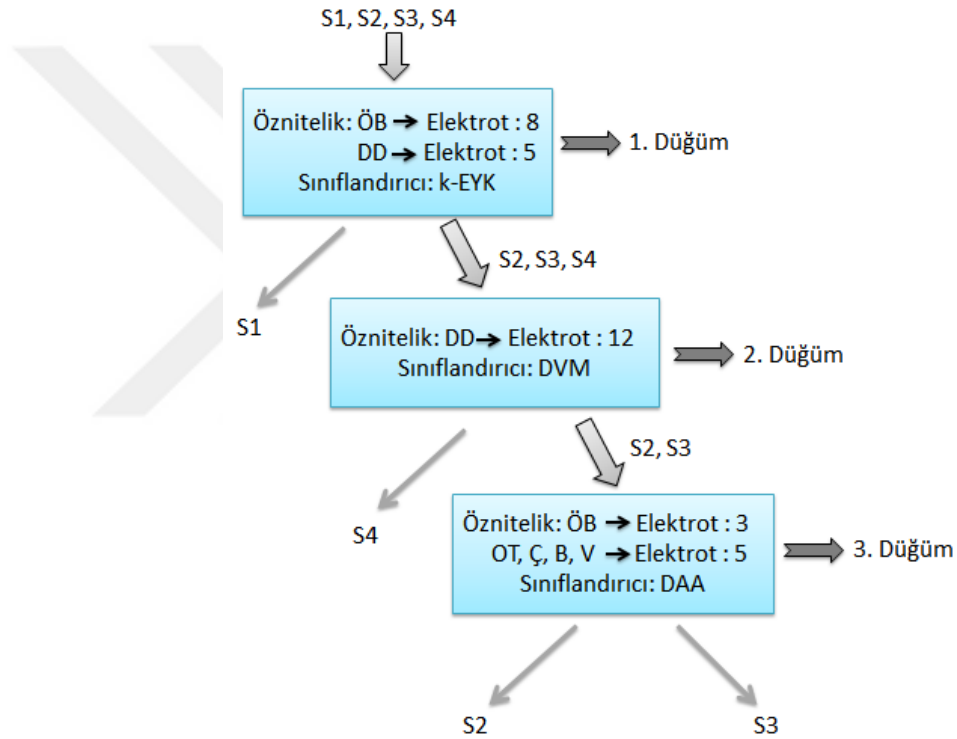 S1, S2, S3, S4
Öznitelik: ÖB → Elektrot : 8
DD → Elektrot : 5
Sınıflandırıcı: k-EYK
1. Düğüm
S2, S3, S4
S1
Öznitelik: DD → Elektrot : 12
Sınıflandırıcı: DVM
2. Düğüm
S2, S3
S4
Öznitelik: ÖB → Elektrot : 3
OT, Ç, B, V → Elektrot : 5
Sınıflandırıcı: DAA
3. Düğüm
S2
S3